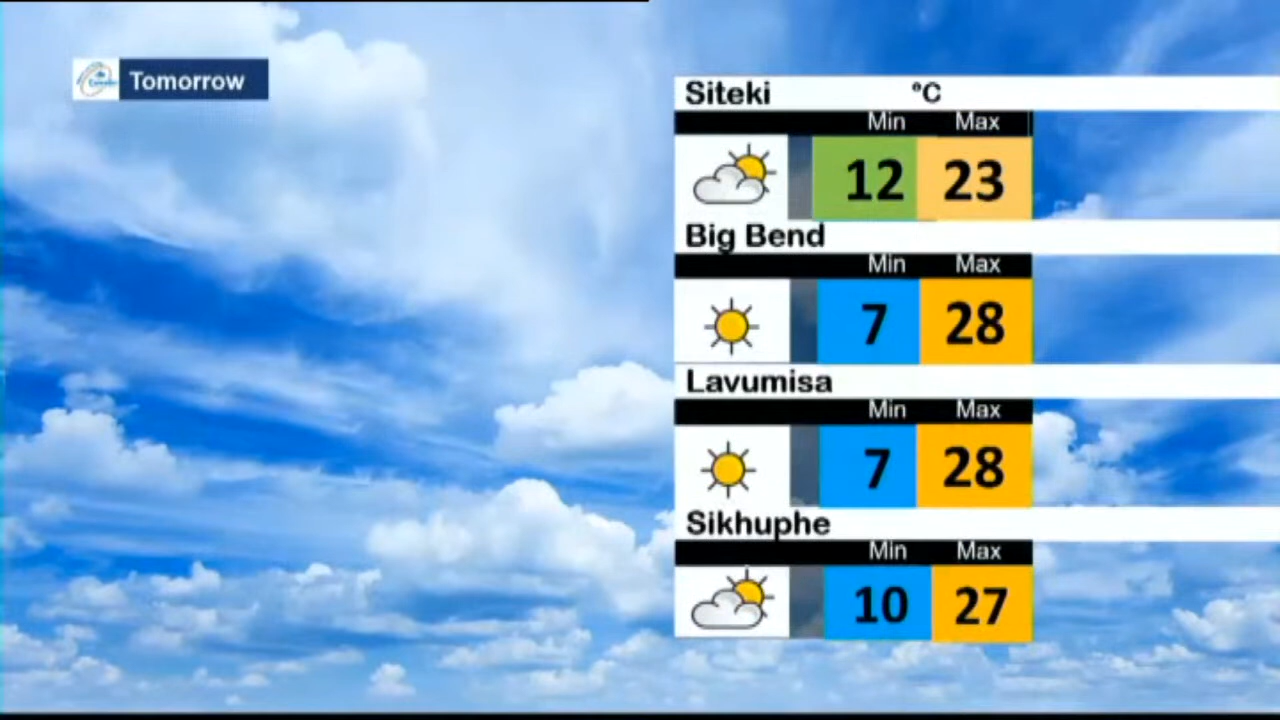 Tomorrow
Siteki °C
Min Max
12 23
Big Bend
Min Max
7 28
Lavumisa
Min Max
7 28
Sikhuphe
Min Max
10 27